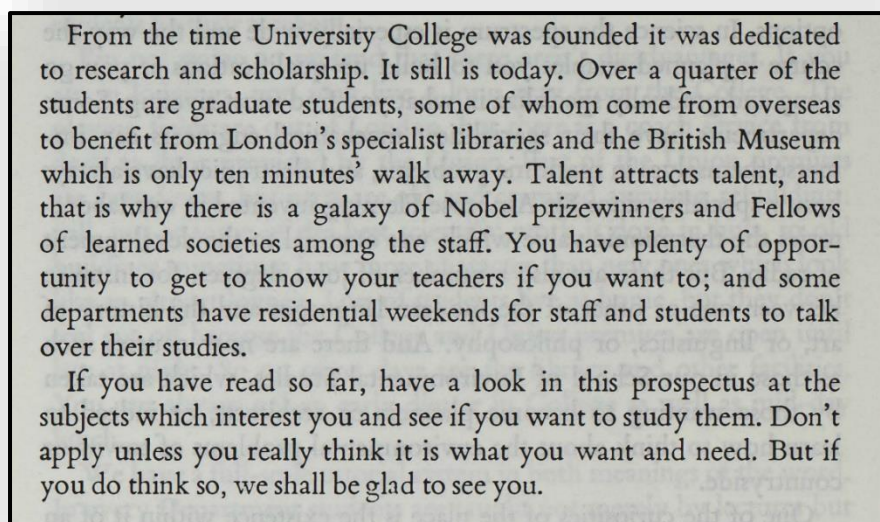 From the time University College was founded it was dedicated
to research and scholarship. It still is today. Over a quarter of the
students are graduate students, some of whom come from overseas
to benefit from London's specialist libraries and the British Museum
which is only ten minutes' walk away. Talent attracts talent, and
that is why there is a galaxy of Nobel prizewinners and Fellows
of learned societies among the staff. You have plenty of oppor-
tunity to get to know your teachers if you want to; and some
departments have residential weekends for staff and students to talk
over their studies.
If you have read so far, have a look in this prospectus at the
subjects which interest you and see if you want to study them. Don't
apply unless you really think it is what you want and need. But if
you do think so, we shall be glad to see you.